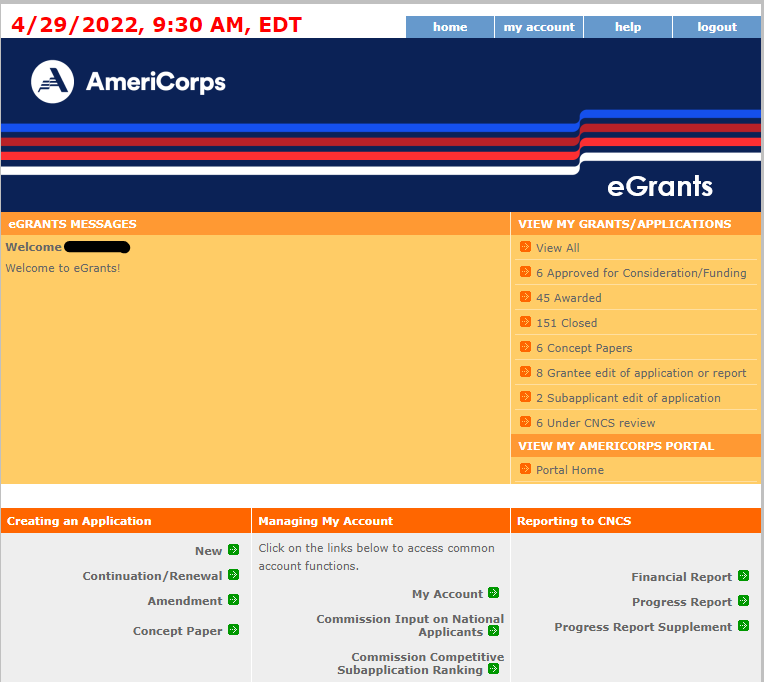 4/29/2022, 9:30 AM, EDT
home my account help logout
AmeriCorps
eGrants
eGRANTS MESSAGES
Welcome
Welcome to eGrants!
VIEW MY GRANTS/APPLICATIONS
View All
6 Approved for Consideration/Funding
45 Awarded
151 Closed
6 Concept Papers
8 Grantee edit of application or report
2 Subapplicant edit of application
6 Under CNCS review
VIEW MY AMERICORPS PORTAL
Portal Home
Creating an Application
New
Continuation/Renewal
Amendment
Concept Paper
Managing My Account
Click on the links below to access common
account functions.
My Account
Commission Input on National
Applicants
Commission Competitive
Subapplication Ranking
Reporting to CNCS
Financial Report
Progress Report
Progress Report Supplement